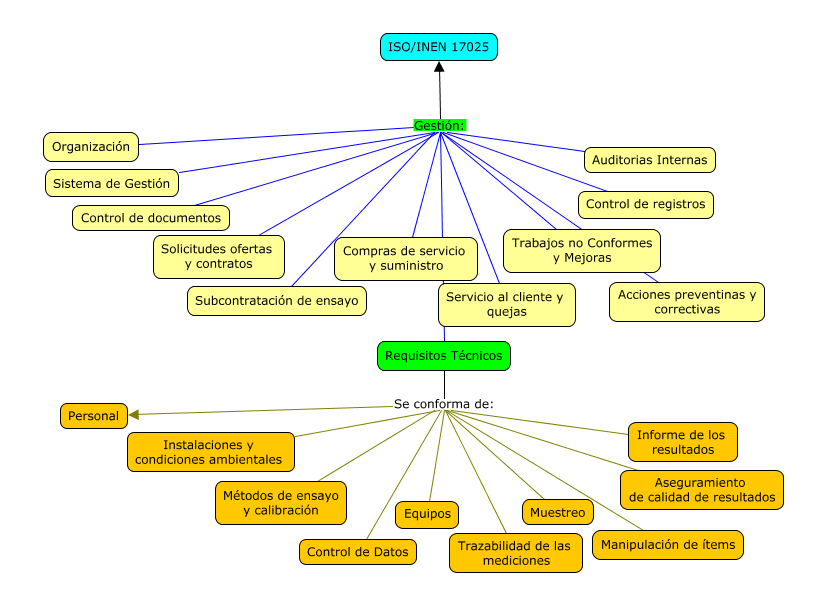 ISO/INEN 17025
Gestión:
Organización
Auditorias Internas
Sistema de Gestión
Control de registros
Control de documentos
Solicitudes ofertas
y contratos
Compras de servicio
y suministro
Trabajos no Conformes
y Mejoras
Subcontratación de ensayo
Servicio al cliente y
quejas
Acciones preventinas y
correctivas
Requisitos Técnicos
Se conforma de:
Personal
Instalaciones y
condiciones ambientales
Informe de los
resultados
Métodos de ensayo
y calibración
Aseguramiento
de calidad de resultados
Equipos
Muestreo
Control de Datos
Trazabilidad de las
mediciones
Manipulación de ítems